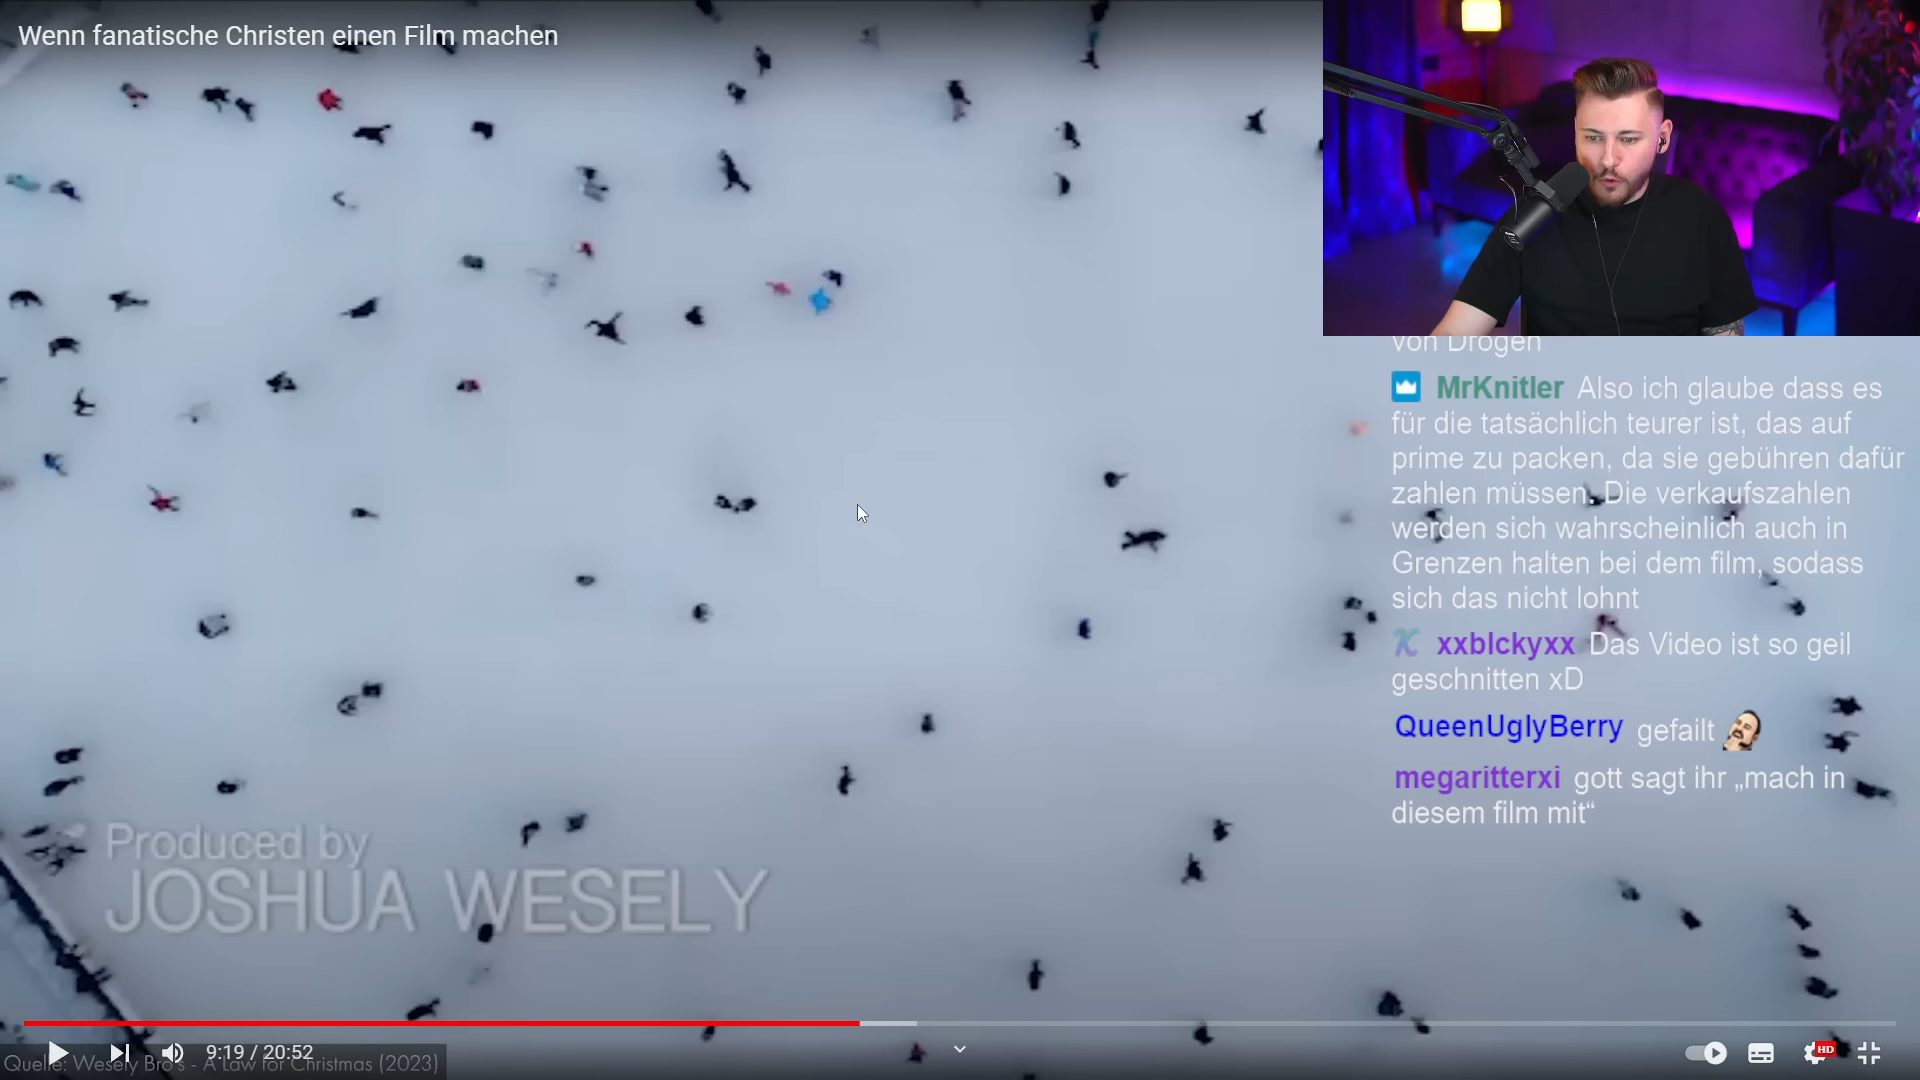 Wenn fanatische Christen einen Film machen
von Drogen
MrKnitler Also ich glaube dass es
für die tatsächlich teurer ist, das auf
prime zu packen, da sie gebühren dafür
zahlen müssen. Die verkaufszahlen
werden sich wahrscheinlich auch in
Grenzen halten bei dem film, sodass
sich das nicht lohnt
xxblckyxx Das Video ist so geil
geschnitten xD
QueenUglyBerry gefailt
megaritterxi gott sagt ihr „mach in
diesem film mit“
Produced by
JOSHUA WESELY
9:19 / 20:52
Quelle: Wesely Bro's - A Law for Christmas (2023)
HD